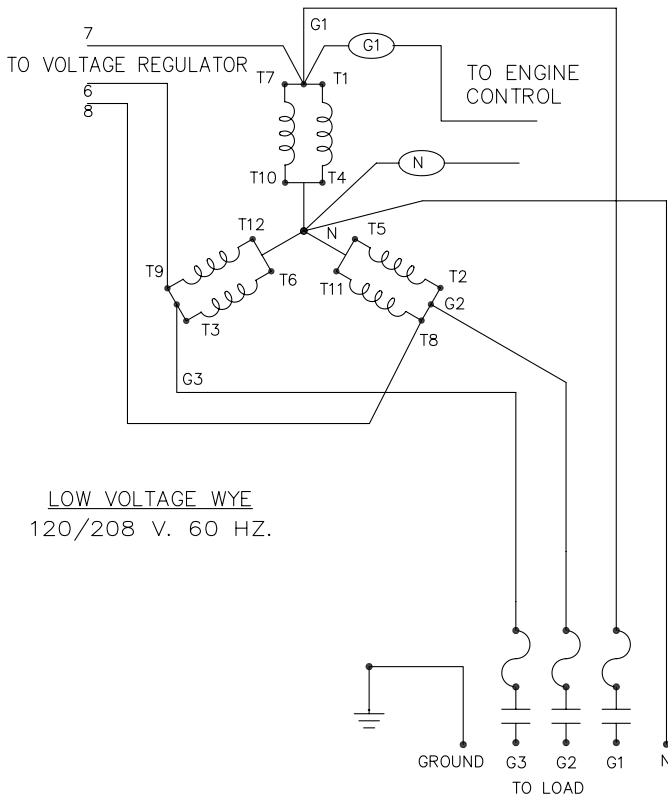 G1
7
G1
TO VOLTAGE REGULATOR
TO ENGINE
CONTROL
T7
T1
6
8
T10
T4
N
N
T12
T5
T9
T6
T11
T2
G2
T3
T8
G3
LOW VOLTAGE WYE
120/208 V. 60 HZ.
GROUND
G3
G2
G1
N
TO LOAD